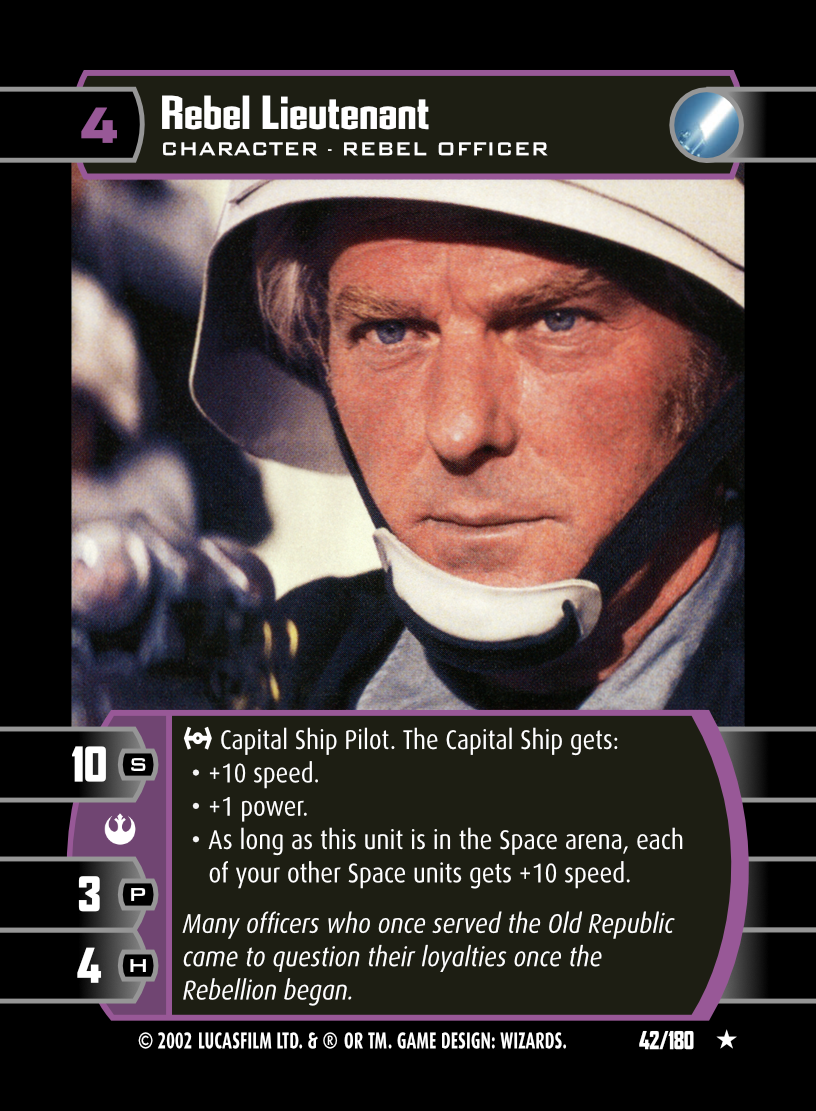 4
Rebel Lieutenant
CHARACTER · REBEL OFFICER
10 S
3 P
4 H
Capital Ship Pilot. The Capital Ship gets:
• +10 speed.
• +1 power.
• As long as this unit is in the Space arena, each
of your other Space units gets +10 speed.
Many officers who once served the Old Republic
came to question their loyalties once the
Rebellion began.
© 2002 LUCASFILM LTD. & ® OR TM. GAME DESIGN: WIZARDS.
42/180 ★